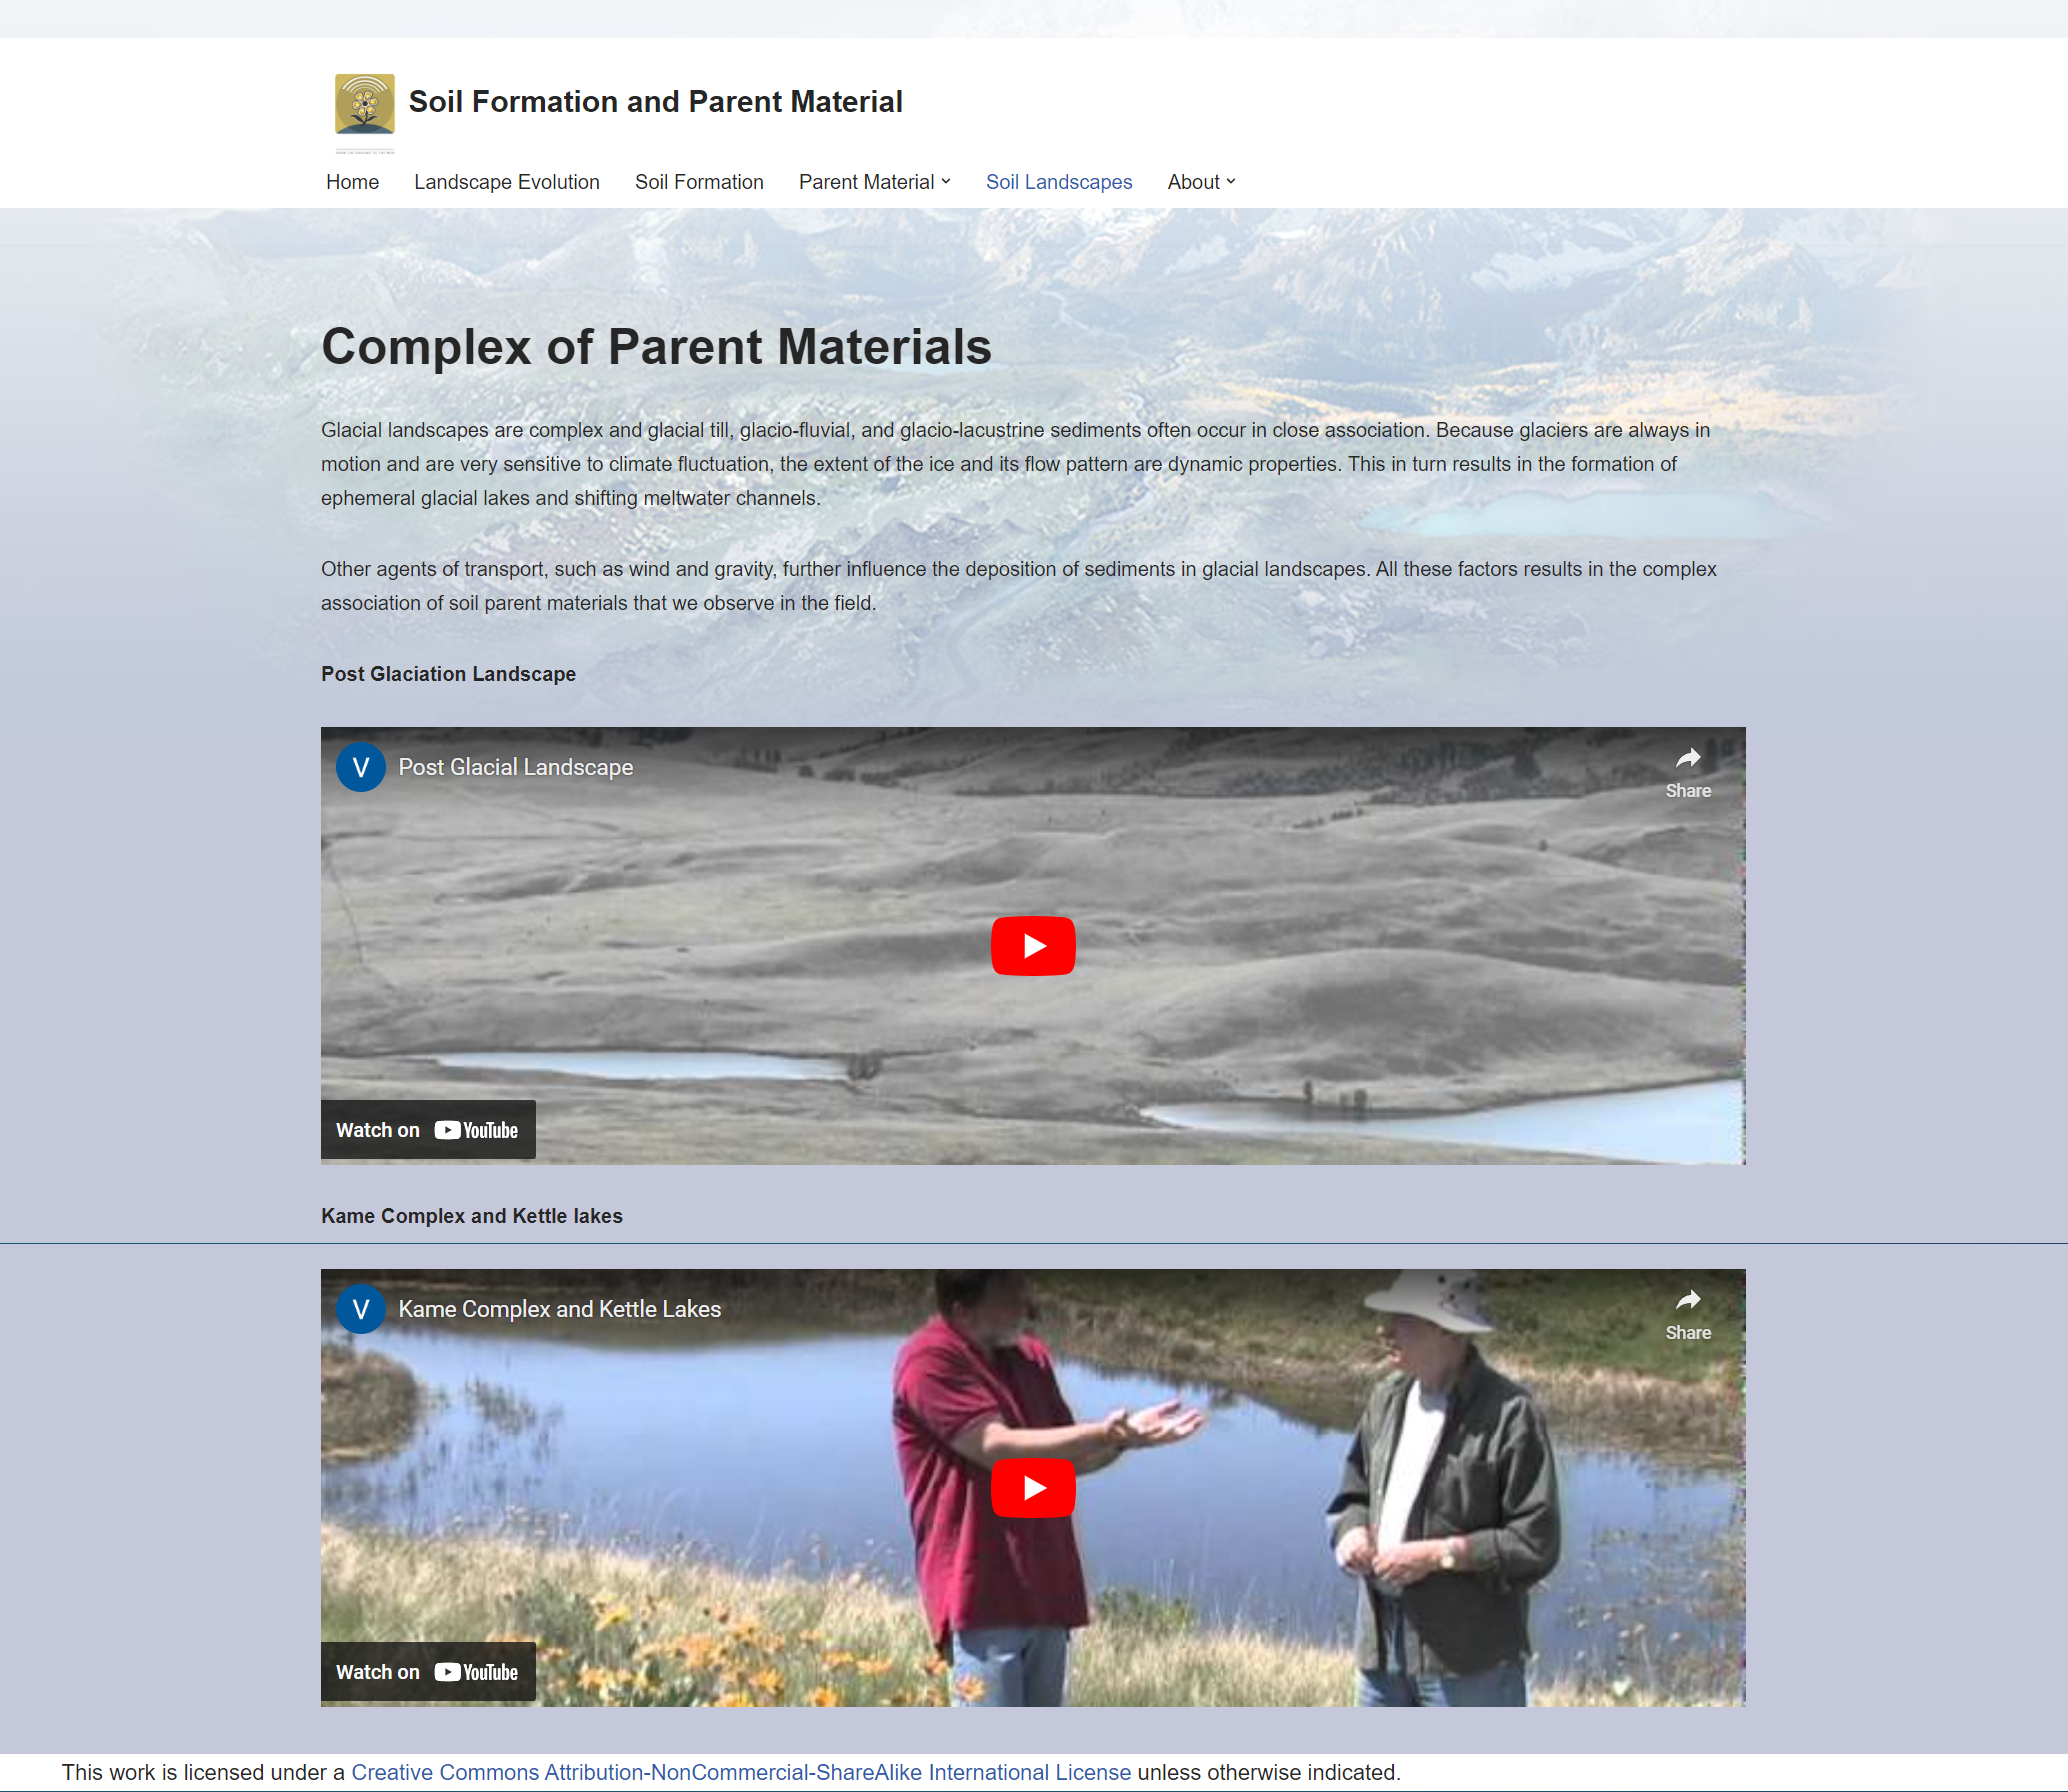 Soil Formation and Parent Material
Home Landscape Evolution Soil Formation Parent Material Soil Landscapes About
Complex of Parent Materials
Glacial landscapes are complex and glacial till, glacio-fluvial, and glacio-lacustrine sediments often occur in close association. Because glaciers are always in
motion and are very sensitive to climate fluctuation, the extent of the ice and its flow pattern are dynamic properties. This in turn results in the formation of
ephemeral glacial lakes and shifting meltwater channels.
Other agents of transport, such as wind and gravity, further influence the deposition of sediments in glacial landscapes. All these factors results in the complex
association of soil parent materials that we observe in the field.
Post Glaciation Landscape
V Post Glacial Landscape
Share
Watch on YouTube
Kame Complex and Kettle lakes
V Kame Complex and Kettle Lakes
Share
Watch on YouTube
This work is licensed under a Creative Commons Attribution-NonCommercial-ShareAlike International License unless otherwise indicated.